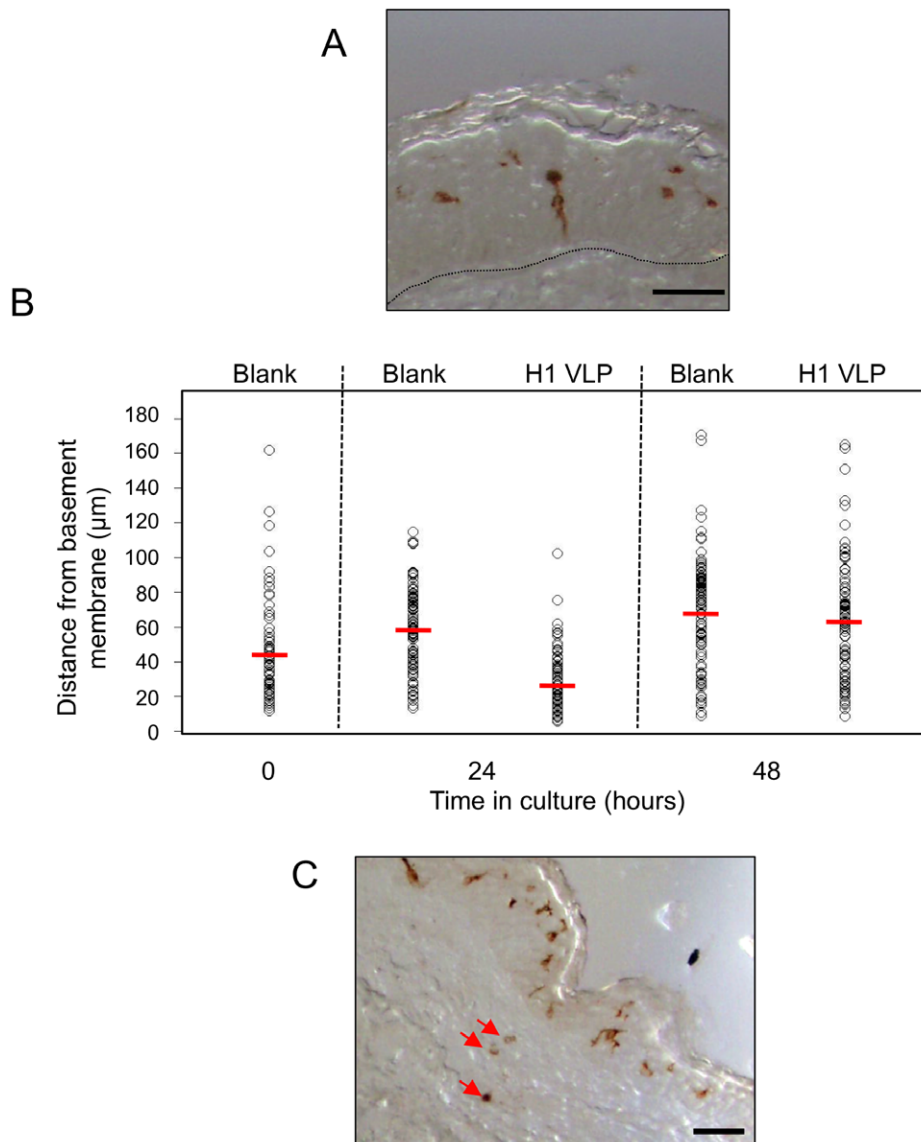 A
B
Blank Blank H1 VLP Blank H1 VLP
Distance from basement
membrane (µm)
180
160
140
120
100
80
60
40
20
0
0 24 48
Time in culture (hours)
C